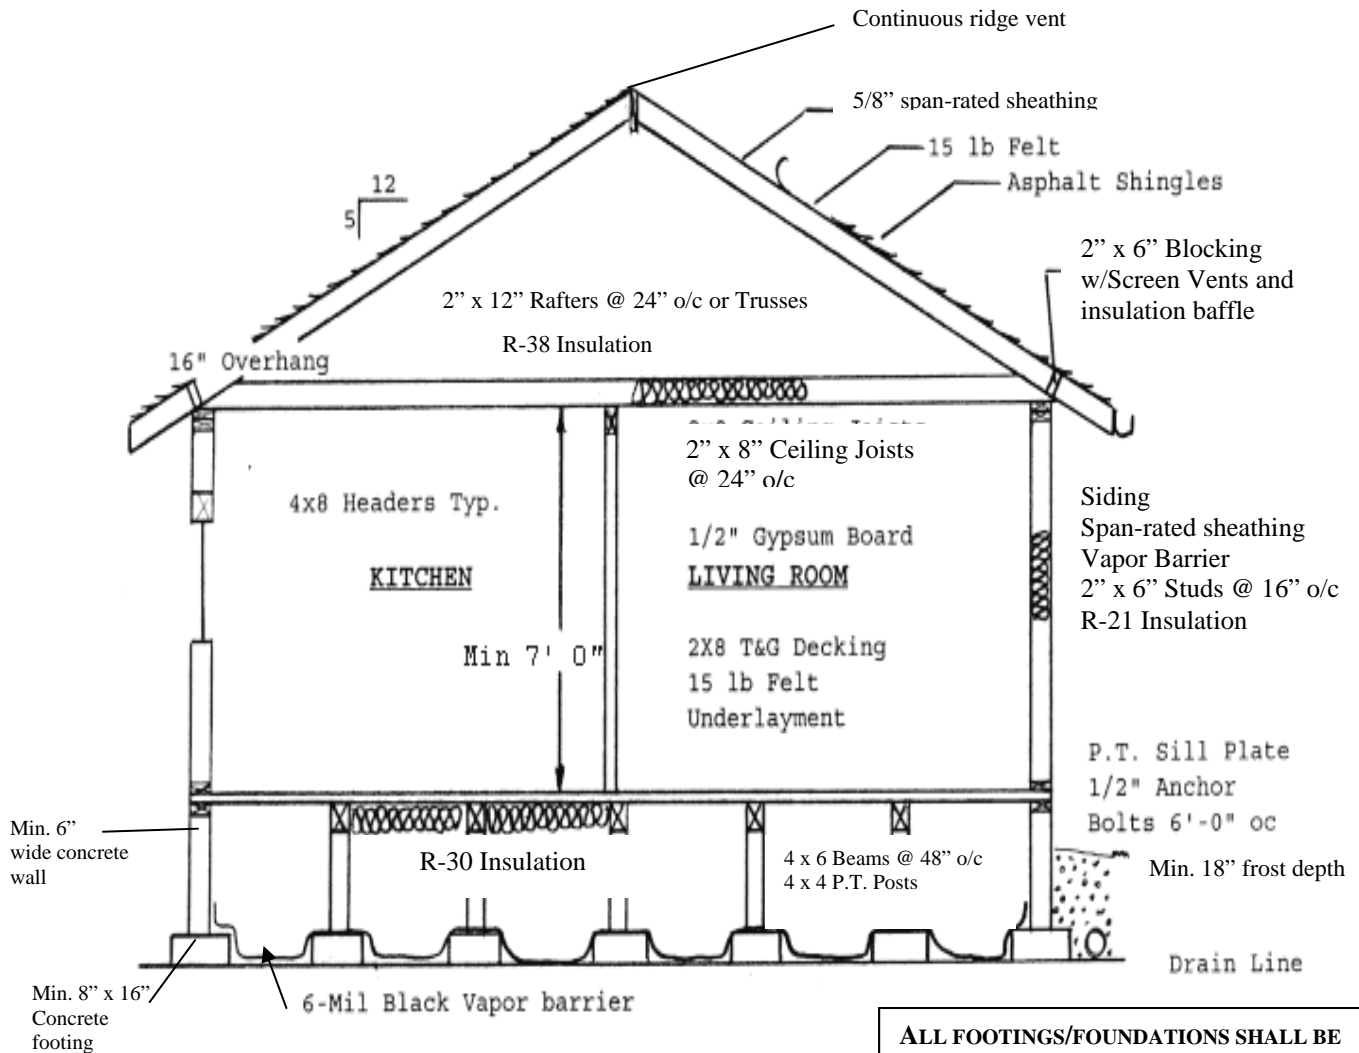 Continuous ridge vent
5/8” span-rated sheathing
15 lb Felt
Asphalt Shingles
12
5
2” x 6” Blocking
w/Screen Vents and
insulation baffle
2” x 12” Rafters @ 24” o/c or Trusses
R-38 Insulation
16" Overhang
2” x 8” Ceiling Joists
@ 24” o/c
4x8 Headers Typ.
1/2" Gypsum Board
KITCHEN
LIVING ROOM
Siding
Span-rated sheathing
Vapor Barrier
2” x 6” Studs @ 16” o/c
R-21 Insulation
Min 7' 0"
2X8 T&G Decking
15 lb Felt
Underlayment
P.T. Sill Plate
1/2" Anchor
Bolts 6'-0" oc
Min. 6”
wide concrete
wall
R-30 Insulation
4 x 6 Beams @ 48” o/c
4 x 4 P.T. Posts
Min. 18” frost depth
Drain Line
Min. 8” x 16”
Concrete
footing
6-Mil Black Vapor barrier
ALL FOOTINGS/FOUNDATIONS SHALL BE